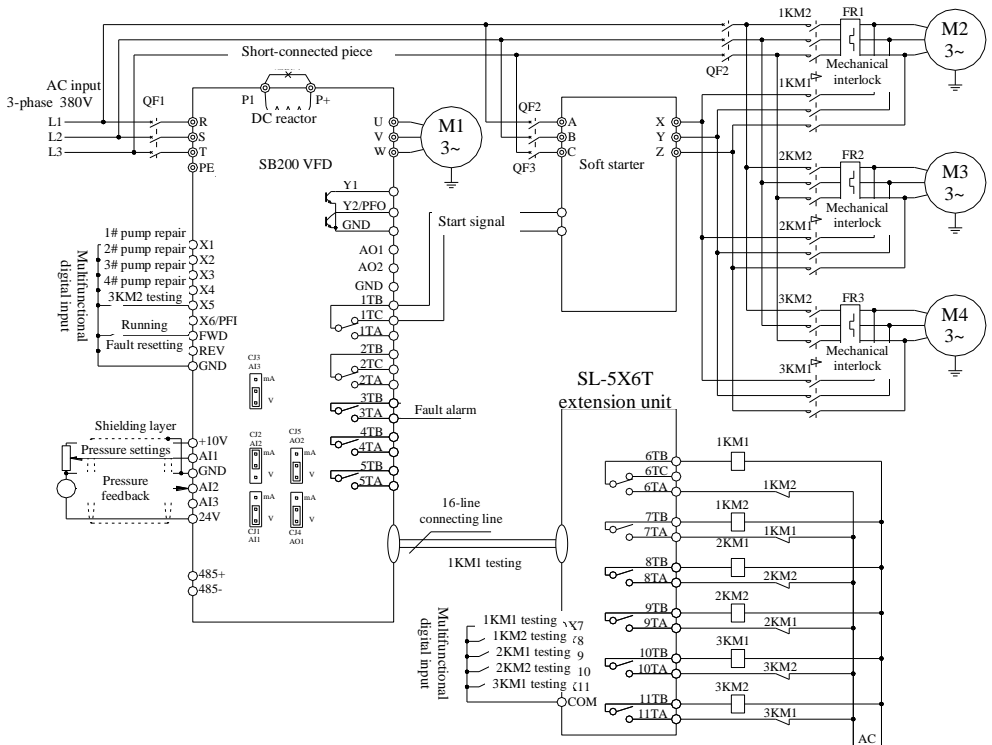 AC input
3-phase 380V
L1
L2
L3
QF1
Short-connected piece
P1
P+
DC reactor
R
S
T
PE
SB200 VFD
U
V
W
M1
3~
Y1
Y2/PFO
GND
AO1
AO2
GND
1TB
1TC
1TA
2TB
2TC
2TA
3TB
3TA
4TB
4TA
5TB
5TA
Start signal
Fault alarm
1# pump repair
2# pump repair
3# pump repair
4# pump repair
3KM2 testing
Running
Fault resetting
Multifunctional
digital input
X1
X2
X3
X4
X5
X6/PFI
FWD
REV
GND
CJ3
AI3
mA
V
Shielding layer
Pressure settings
Pressure
feedback
+10V
AI1
GND
AI2
AI3
24V
485+
485-
CJ2
AI2
mA
V
CJ5
AO2
mA
V
mA
V
CJ1
AI1
mA
V
CJ4
AO1
16-line
connecting line
1KM1 testing
QF2
QF3
A
B
C
Soft starter
X
Y
Z
QF2
1KM2
FR1
M2
3~
Mechanical
interlock
1KM1
2KM2
FR2
M3
3~
Mechanical
interlock
2KM1
3KM2
FR3
M4
3~
Mechanical
interlock
3KM1
SL-5X6T
extension unit
6TB
6TC
6TA
7TB
7TA
8TB
8TA
9TB
9TA
10TB
10TA
11TB
11TA
1KM1
1KM2
1KM2
1KM1
2KM1
2KM2
2KM2
2KM1
3KM1
3KM2
3KM2
3KM1
AC
Multifunctional
digital input
1KM1 testing X7
1KM2 testing 8
2KM1 testing 9
2KM2 testing 10
3KM1 testing 11
COM